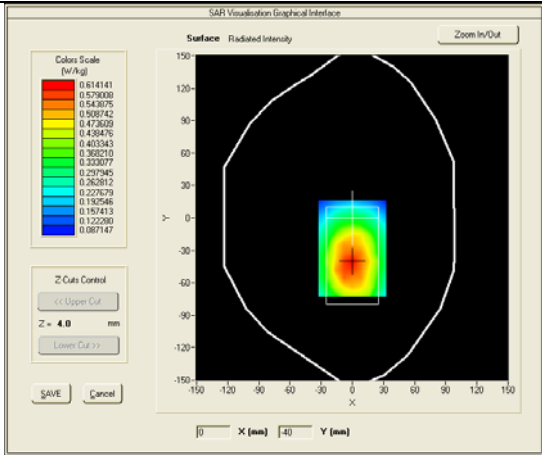 SAR Visualisation Graphical Interface
Surface Radiated Intensity
Zoom In/Out
Colors Scale
(W/kg)
0.614141
0.579008
0.543875
0.508742
0.473609
0.438476
0.403343
0.368210
0.333077
0.297945
0.262812
0.227679
0.192546
0.157413
0.122280
0.087147
Z-Cuts Control
<< Upper Cut
Z = 4.0 mm
Lower Cut >>
SAVE
Cancel
150
120
90
60
30
0
-30
-60
-90
-120
-150
Y
-150 -120 -90 -60 -30 0 30 60 90 120 150
X
0 X (mm) -40 Y (mm)